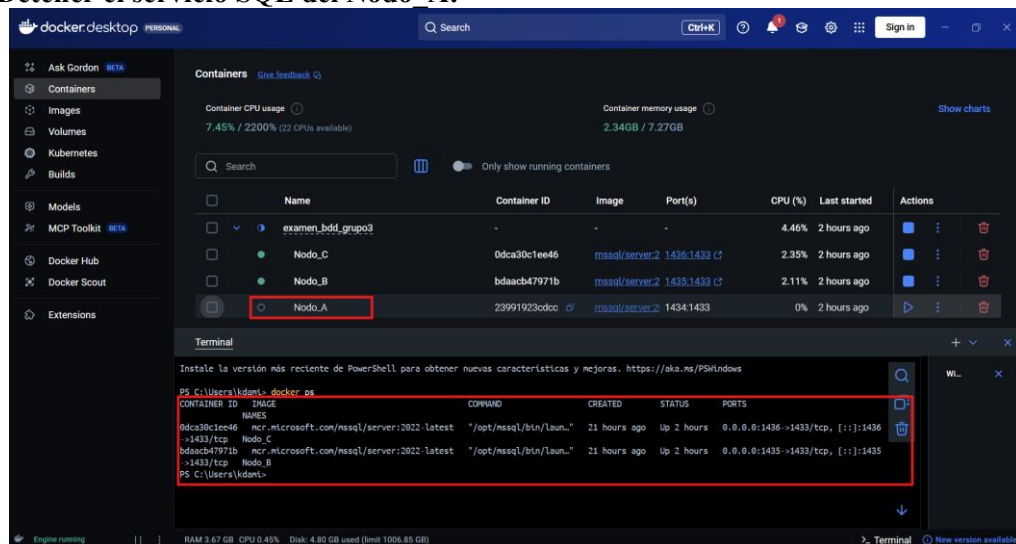 Detener el servicio SQL del Nodo_A.
docker.desktop PERSONAL
Search
Ctrl+K
1
Sign in
Ask Gordon BETA
Containers
Images
Volumes
Kubernetes
Builds
Models
MCP Toolkit BETA
Docker Hub
Docker Scout
Extensions
Containers Give feedback
Container CPU usage
7.45% / 2200% (22 CPUs available)
Container memory usage
2.34GB / 7.27GB
Show charts
Search
Only show running containers
Name Container ID Image Port(s) CPU (%) Last started Actions
examen_bdd_grupo3 - - - 4.46% 2 hours ago
Nodo_C 0dca30c1ee46 mssql/server:2 1436:1433 2.35% 2 hours ago
Nodo_B bdaacb47971b mssql/server:2 1435:1433 2.11% 2 hours ago
Nodo_A 23991923cdcc mssql/server:2 1434:1433 0% 2 hours ago
Terminal
Wi...
Instale la versión más reciente de PowerShell para obtener nuevas características y mejoras. https://aka.ms/PSWindows
PS C:\Users\kdami> docker ps
CONTAINER ID IMAGE COMMAND CREATED STATUS PORTS
NAMES
0dca30c1ee46 mcr.microsoft.com/mssql/server:2022-latest "/opt/mssql/bin/laun…" 21 hours ago Up 2 hours 0.0.0.0:1436->1433/tcp, [::]:1436
->1433/tcp Nodo_C
bdaacb47971b mcr.microsoft.com/mssql/server:2022-latest "/opt/mssql/bin/laun…" 21 hours ago Up 2 hours 0.0.0.0:1435->1433/tcp, [::]:1435
->1433/tcp Nodo_B
PS C:\Users\kdami>
Engine running
RAM 3.67 GB CPU 0.45% Disk: 4.80 GB used (limit 1006.85 GB)
>_ Terminal
New version available